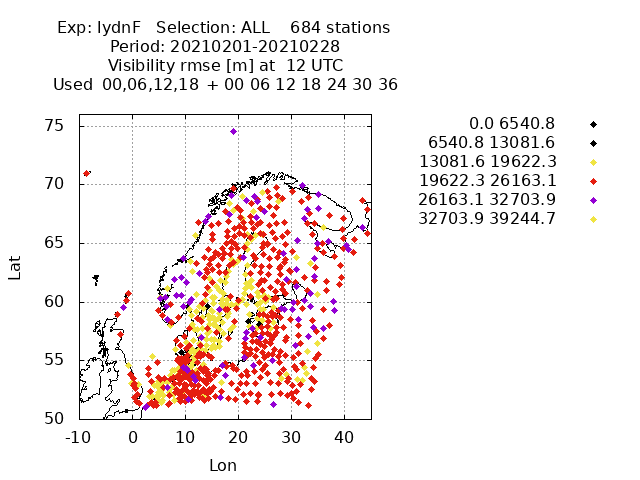 Exp: IydnF   Selection: ALL    684 stations
Period: 20210201-20210228
Visibility rmse [m] at  12 UTC
Used  00,06,12,18  + 00 06 12 18 24 30 36
0.0 6540.8
6540.8 13081.6
13081.6 19622.3
19622.3 26163.1
26163.1 32703.9
32703.9 39244.7
75
70
65
60
55
50
Lat
-10 0 10 20 30 40
Lon